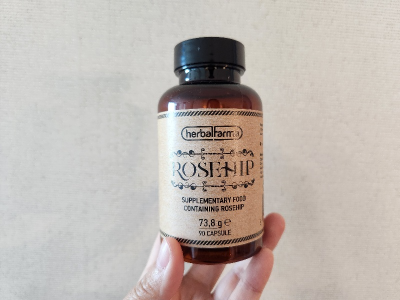 herbalfarma
ROSEHIP
SUPPLEMENTARY FOOD
CONTAINING ROSEHIP
73,8 g ℮
90 CAPSULE